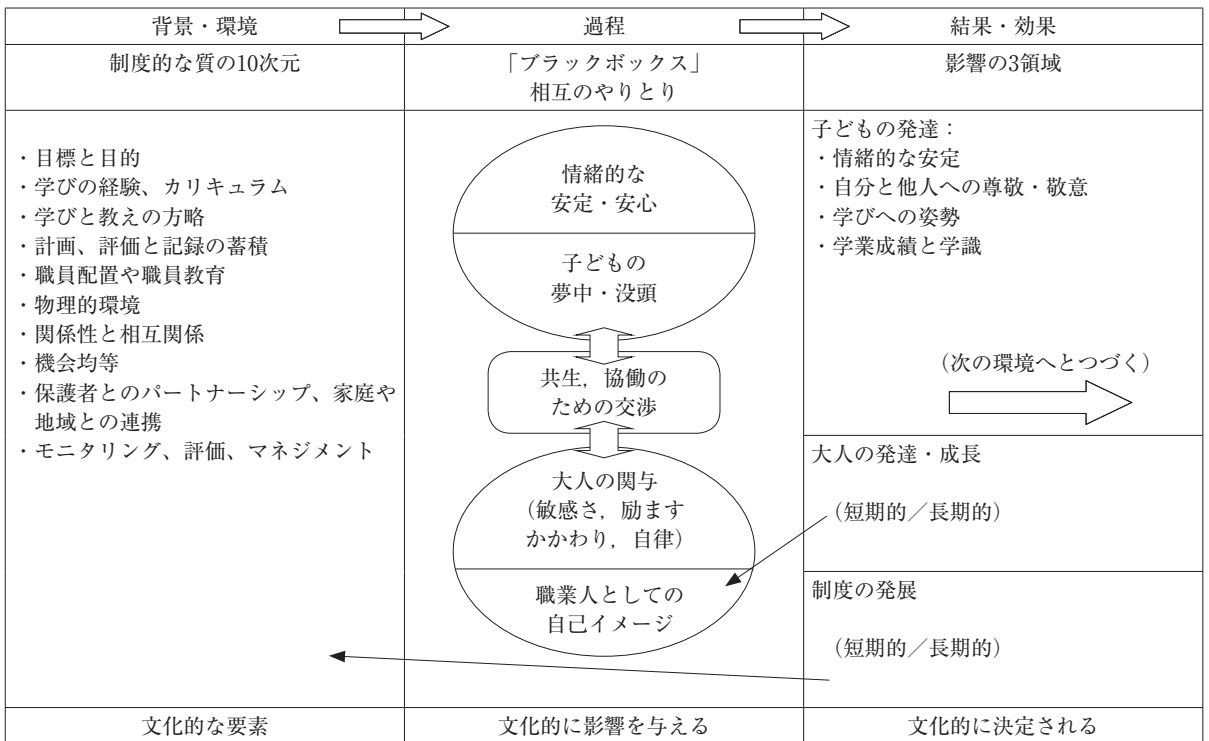 背景・環境
過程
結果・効果
制度的な質の10次元
「ブラックボックス」
相互のやりとり
影響の3領域
・目標と目的
・学びの経験、カリキュラム
・学びと教えの方略
・計画、評価と記録の蓄積
・職員配置や職員教育
・物理的環境
・関係性と相互関係
・機会均等
・保護者とのパートナーシップ、家庭や
地域との連携
・モニタリング、評価、マネジメント
情緒的な
安定・安心
子どもの
夢中・没頭
共生，協働の
ための交渉
大人の関与
（敏感さ，励ます
かかわり，自律）
職業人としての
自己イメージ
子どもの発達：
・情緒的な安定
・自分と他人への尊敬・敬意
・学びへの姿勢
・学業成績と学識
（次の環境へとつづく）
大人の発達・成長
（短期的／長期的）
制度の発展
（短期的／長期的）
文化的な要素
文化的に影響を与える
文化的に決定される